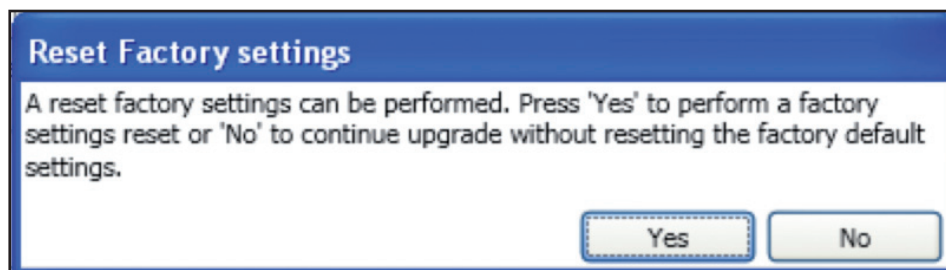 Reset Factory settings
A reset factory settings can be performed. Press 'Yes' to perform a factory
settings reset or 'No' to continue upgrade without resetting the factory default
settings.
Yes No